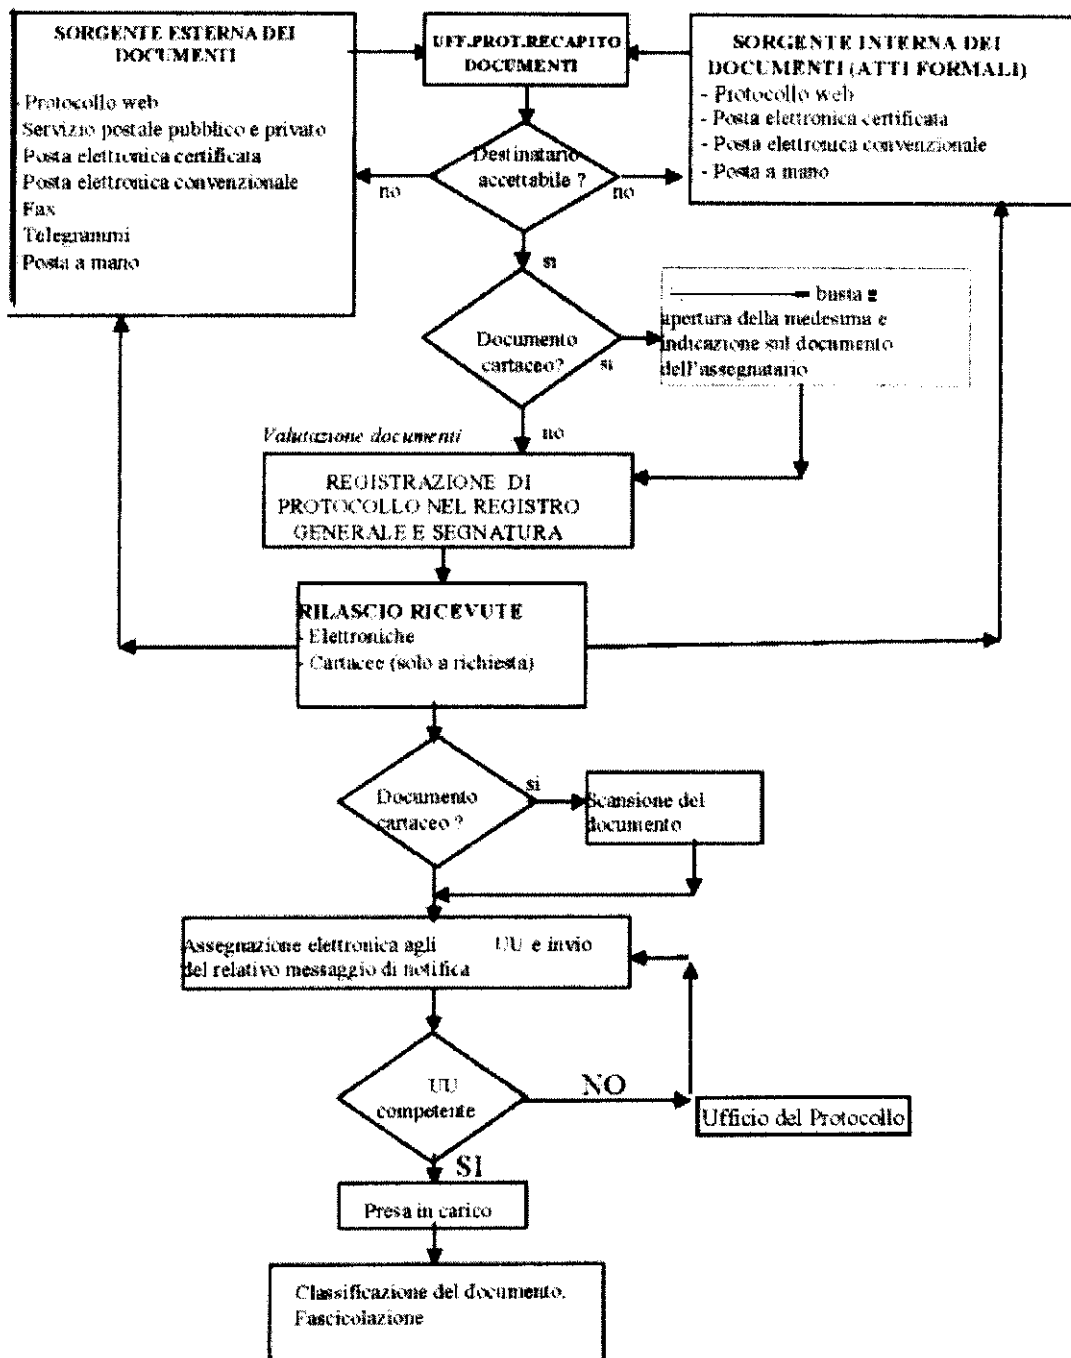 SORGENTE ESTERNA DEI
DOCUMENTI
- Protocollo web
Servizio postale pubblico e privato
Posta elettronica certificata
Posta elettronica convenzionale
Fax
Telegrammi
Posta a mano
UFF.PROT.RECAPITO
DOCUMENTI
SORGENTE INTERNA DEI
DOCUMENTI (ATTI FORMALI)
- Protocollo web
- Posta elettronica certificata
- Posta elettronica convenzionale
- Posta a mano
Destinatario
accettabile ?
no
no
si
Documento
cartaceo?
si
busta e
apertura della medesima e
indicazione sul documento
dell'assegnatario
no
Valutazione documenti
REGISTRAZIONE DI
PROTOCOLLO NEL REGISTRO
GENERALE E SEGNATURA
RILASCIO RICEVUTE
- Elettroniche
- Cartacee (solo a richiesta)
Documento
cartaceo ?
si
Scansione del
documento
Assegnazione elettronica agli UU e invio
del relativo messaggio di notifica
UU
competente
NO
Ufficio del Protocollo
SI
Presa in carico
Classificazione del documento.
Fascicolazione